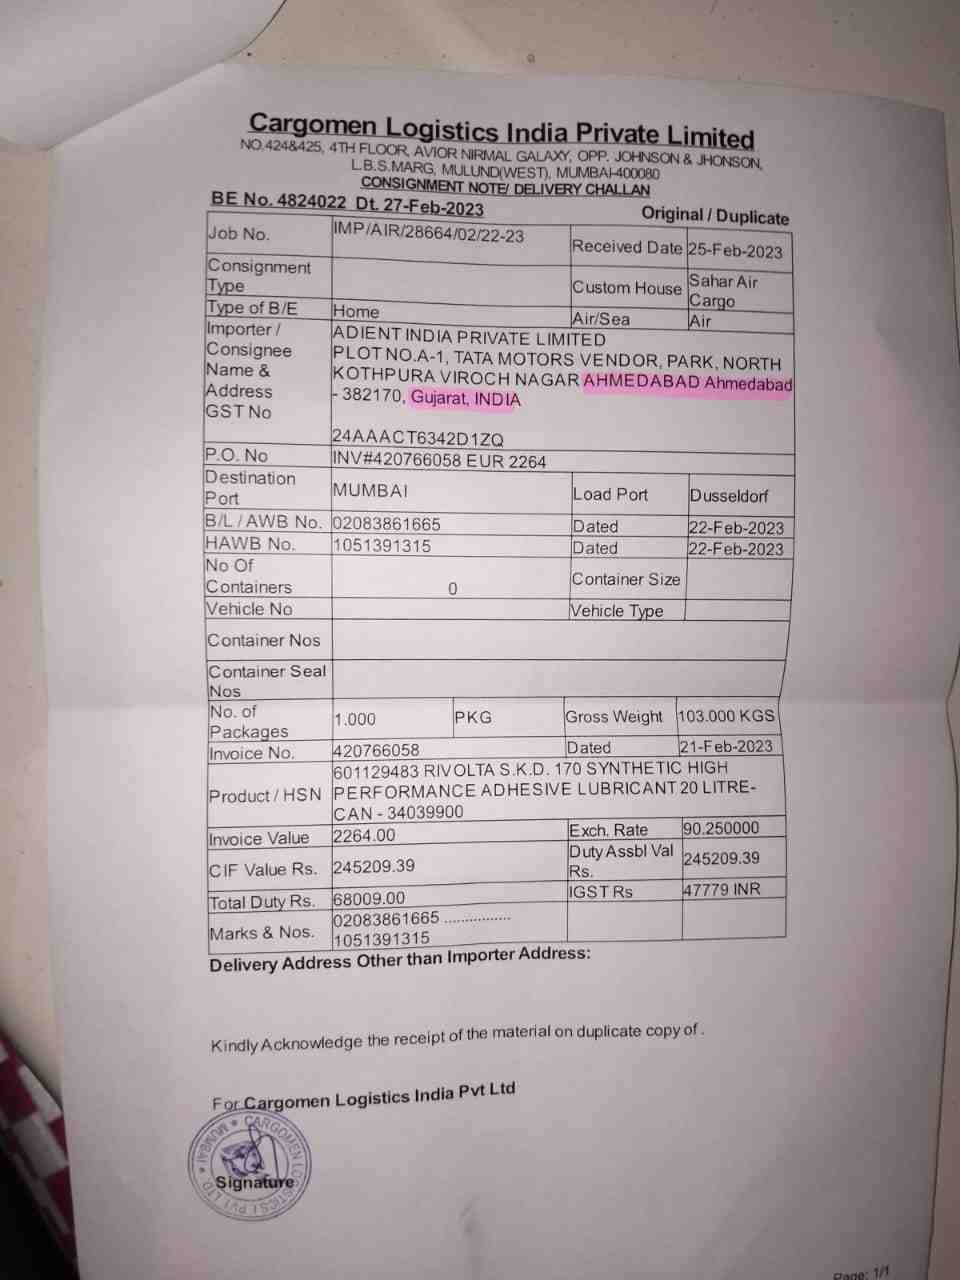 Cargomen Logistics India Private Limited
NO.424&425, 4TH FLOOR, AVIOR NIRMAL GALAXY, OPP. JOHNSON & JHONSON,
L.B.S.MARG, MULUND(WEST), MUMBAI-400080
CONSIGNMENT NOTE/ DELIVERY CHALLAN
BE No. 4824022 Dt. 27-Feb-2023
Original / Duplicate
Job No. IMP/AIR/28664/02/22-23 Received Date 25-Feb-2023
Consignment Type Custom House Sahar Air Cargo
Type of B/E Home Air/Sea Air
Importer / Consignee Name & Address GST No
ADIENT INDIA PRIVATE LIMITED
PLOT NO.A-1, TATA MOTORS VENDOR, PARK, NORTH
KOTHPURA VIROCH NAGAR AHMEDABAD Ahmedabad
- 382170, Gujarat, INDIA
24AAACT6342D1ZQ
P.O. No INV#420766058 EUR 2264
Destination Port MUMBAI Load Port Dusseldorf
B/L / AWB No. 02083861665 Dated 22-Feb-2023
HAWB No. 1051391315 Dated 22-Feb-2023
No Of Containers 0 Container Size
Vehicle No Vehicle Type
Container Nos
Container Seal Nos
No. of Packages 1.000 PKG Gross Weight 103.000 KGS
Invoice No. 420766058 Dated 21-Feb-2023
Product / HSN
601129483 RIVOLTA S.K.D. 170 SYNTHETIC HIGH
PERFORMANCE ADHESIVE LUBRICANT 20 LITRE-
CAN - 34039900
Invoice Value 2264.00 Exch. Rate 90.250000
CIF Value Rs. 245209.39 Duty Assbl Val Rs. 245209.39
Total Duty Rs. 68009.00 IGST Rs 47779 INR
Marks & Nos. 02083861665 ................
1051391315
Delivery Address Other than Importer Address:
Kindly Acknowledge the receipt of the material on duplicate copy of .
For Cargomen Logistics India Pvt Ltd
CARGOMEN LOGISTICS I PVT LTD. * MUMBAI *
Signature
Page: 1/1